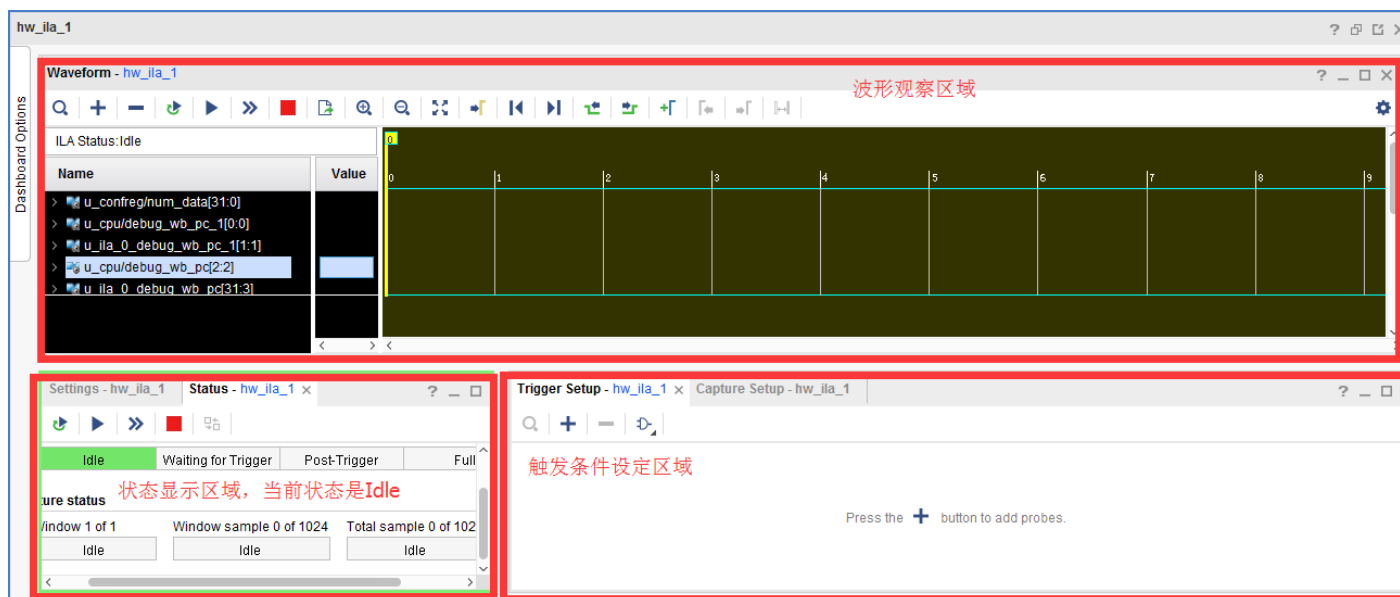 hw_ila_1
Dashboard Options
Waveform - hw_ila_1
波形观察区域
ILA Status:Idle
Name Value
0
0 1 2 3 4 5 6 7 8 9
u_confreg/num_data[31:0]
u_cpu/debug_wb_pc_1[0:0]
u_ila_0_debug_wb_pc_1[1:1]
u_cpu/debug_wb_pc[2:2]
u_ila_0_debug_wb_pc[31:3]
Settings - hw_ila_1 Status - hw_ila_1
Idle Waiting for Trigger Post-Trigger Full
状态显示区域，当前状态是Idle
ture status
Window 1 of 1 Window sample 0 of 1024 Total sample 0 of 102
Idle Idle Idle
Trigger Setup - hw_ila_1 Capture Setup - hw_ila_1
触发条件设定区域
Press the + button to add probes.